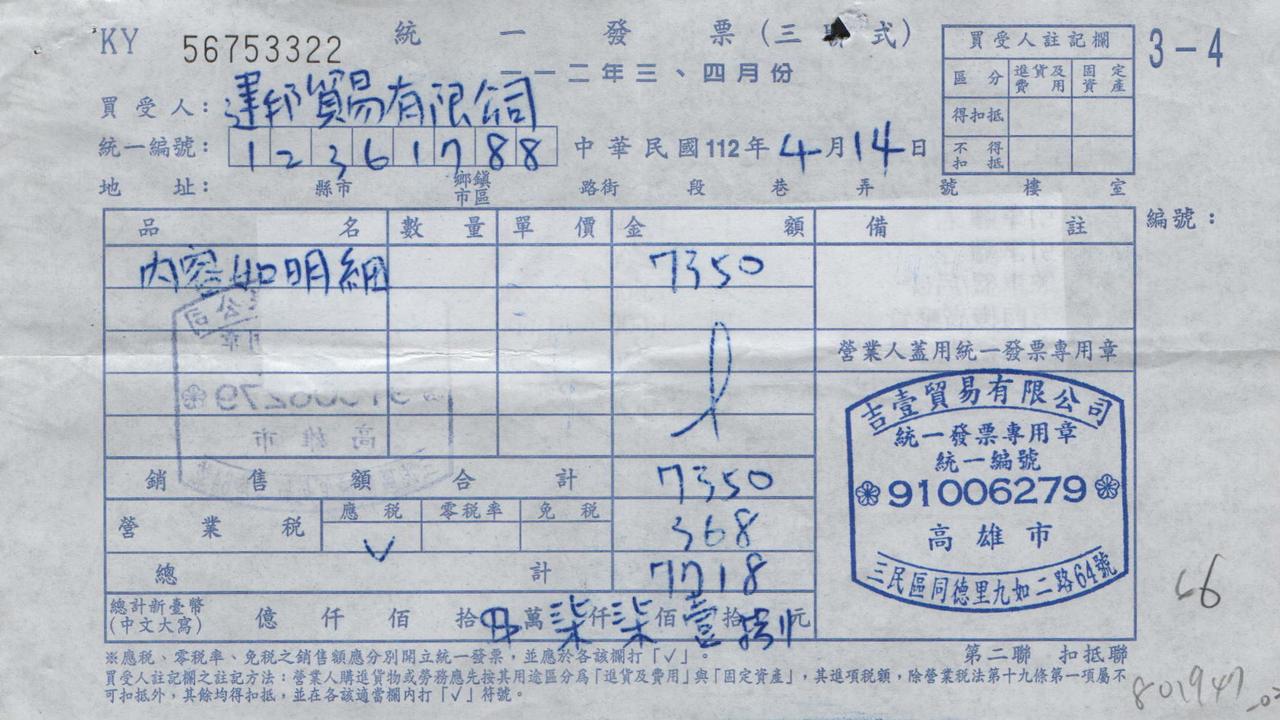 KY 56753322 統一發票(三聯式) 3-4
一一二年三、四月份
買受人註記欄
區分 進貨及費用 固定資產
得扣抵
不得扣抵
買受人: 運邦貿易有限公司
統一編號: 12361788 中華民國112年4月14日
地址: 縣市 鄉鎮市區 路街 段 巷 弄 號 樓 室
品名 數量 單價 金額 備註 編號:
內容如明細 7350
營業人蓋用統一發票專用章
吉壹貿易有限公司
統一發票專用章
統一編號
91006279
高雄市
三民區同德里九如二路64號
銷售額合計 7350
營業稅 應稅 零稅率 免稅 368
V
總計 7718
總計新臺幣(中文大寫) 億 仟 佰 拾 萬 柒仟 柒佰 壹拾 捌元
66
※應稅、零稅率、免稅之銷售額應分別開立統一發票,並應於各該欄打「√」。 第二聯 扣抵聯
買受人註記欄之註記方法:營業人購進貨物或勞務應先按其用途區分為「進貨及費用」與「固定資產」,其進項稅額,除營業稅法第十九條第一項屬不
可扣抵外,其餘均得扣抵,並在各該適當欄內打「√」符號。